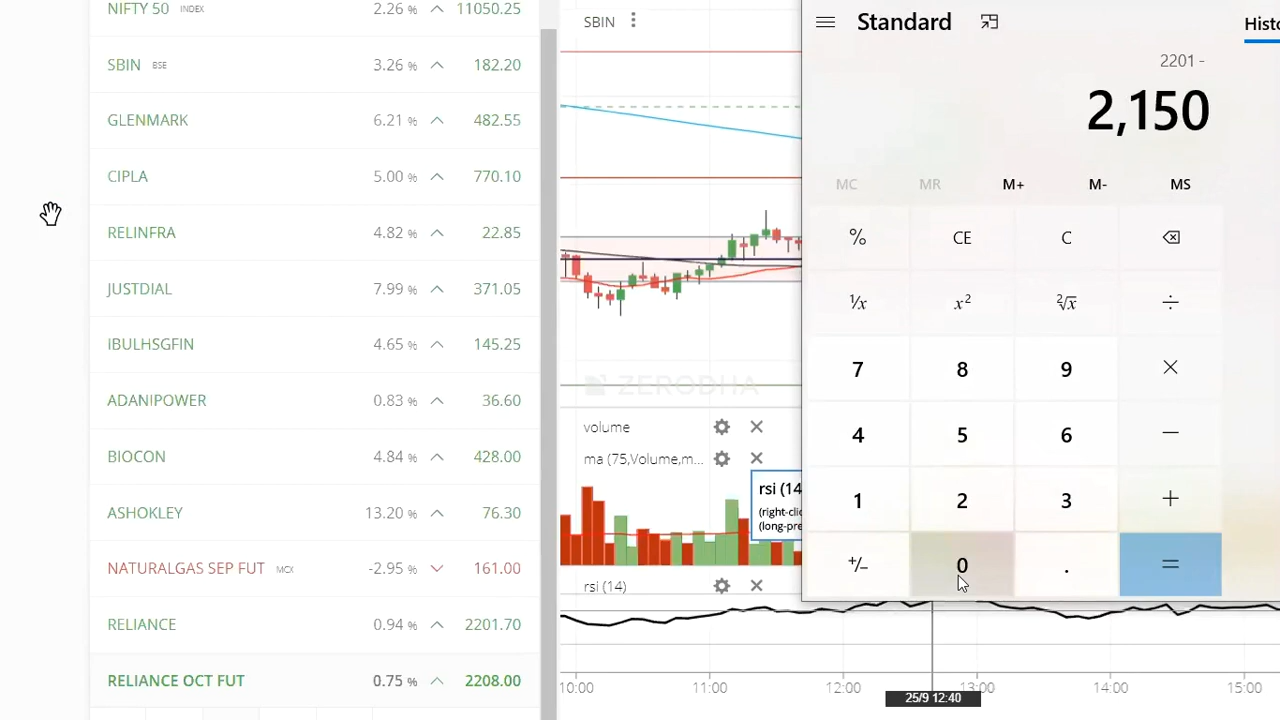 NIFTY 50 INDEX 2.26 % 11050.25
SBIN BSE 3.26 % 182.20
GLENMARK 6.21 % 482.55
CIPLA 5.00 % 770.10
RELINFRA 4.82 % 22.85
JUSTDIAL 7.99 % 371.05
IBULHSGFIN 4.65 % 145.25
ADANIPOWER 0.83 % 36.60
BIOCON 4.84 % 428.00
ASHOKLEY 13.20 % 76.30
NATURALGAS SEP FUT MCX -2.95 % 161.00
RELIANCE 0.94 % 2201.70
RELIANCE OCT FUT 0.75 % 2208.00
SBIN
ZERODHA
volume
ma (75,Volume,m...
rsi (14
(right-clic
(long-pre
rsi (14)
10:00 11:00 12:00 13:00 14:00 15:00
25/9 12:40
Standard
Histo
2201 -
2,150
MC MR M+ M- MS
% CE C
1/x x² 2√x ÷
7 8 9 ×
4 5 6 −
1 2 3 +
+/− 0 . =